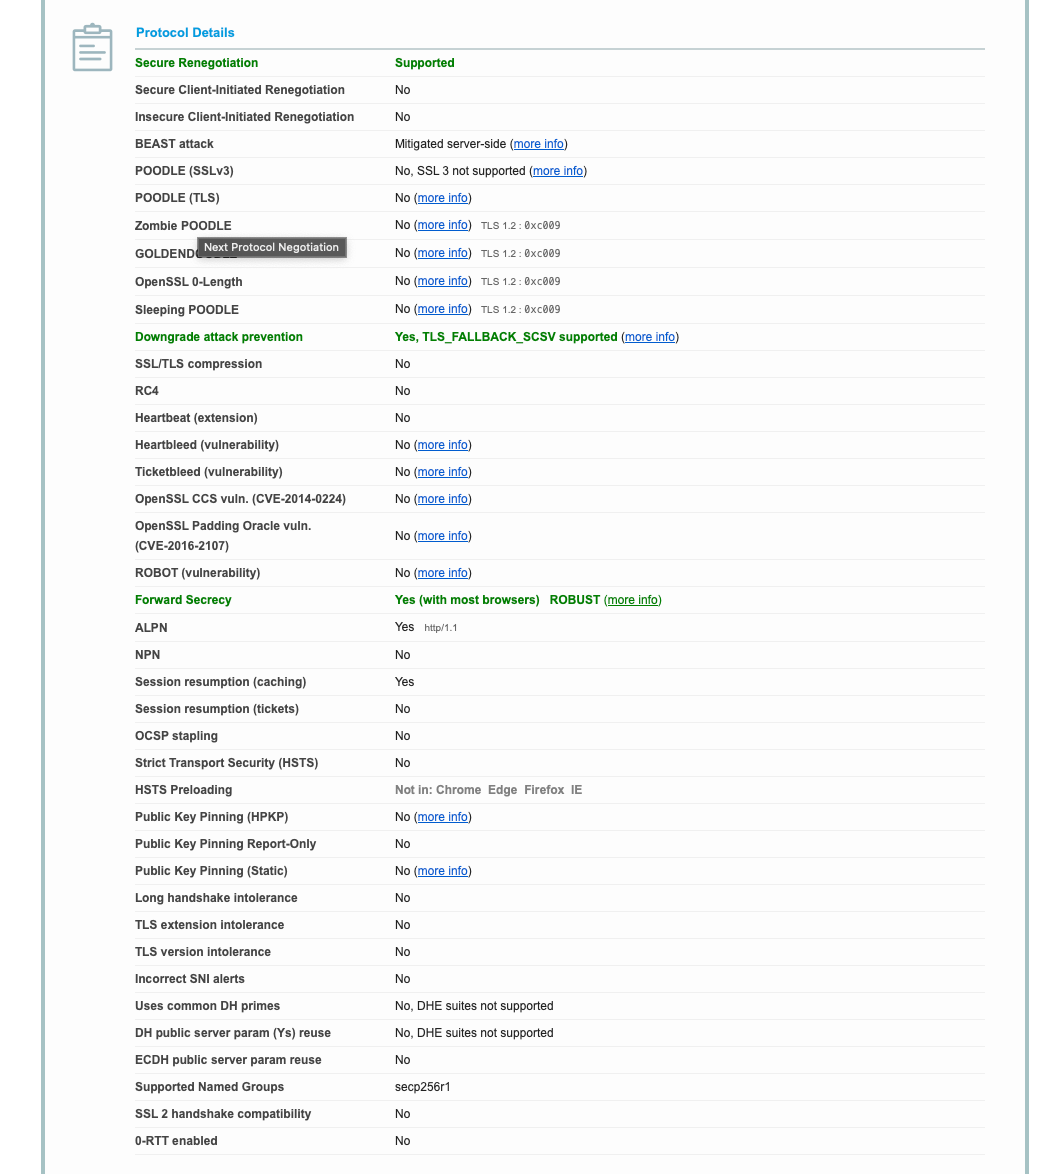 Protocol Details
Secure Renegotiation Supported
Secure Client-Initiated Renegotiation No
Insecure Client-Initiated Renegotiation No
BEAST attack Mitigated server-side (more info)
POODLE (SSLv3) No, SSL 3 not supported (more info)
POODLE (TLS) No (more info)
Zombie POODLE No (more info) TLS 1.2 : 0xc009
Next Protocol Negotiation
No (more info) TLS 1.2 : 0xc009
OpenSSL 0-Length No (more info) TLS 1.2 : 0xc009
Sleeping POODLE No (more info) TLS 1.2 : 0xc009
Downgrade attack prevention Yes, TLS_FALLBACK_SCSV supported (more info)
SSL/TLS compression No
RC4 No
Heartbeat (extension) No
Heartbleed (vulnerability) No (more info)
Ticketbleed (vulnerability) No (more info)
OpenSSL CCS vuln. (CVE-2014-0224) No (more info)
OpenSSL Padding Oracle vuln.
(CVE-2016-2107) No (more info)
ROBOT (vulnerability) No (more info)
Forward Secrecy Yes (with most browsers) ROBUST (more info)
ALPN Yes http/1.1
NPN No
Session resumption (caching) Yes
Session resumption (tickets) No
OCSP stapling No
Strict Transport Security (HSTS) No
HSTS Preloading Not in: Chrome Edge Firefox IE
Public Key Pinning (HPKP) No (more info)
Public Key Pinning Report-Only No
Public Key Pinning (Static) No (more info)
Long handshake intolerance No
TLS extension intolerance No
TLS version intolerance No
Incorrect SNI alerts No
Uses common DH primes No, DHE suites not supported
DH public server param (Ys) reuse No, DHE suites not supported
ECDH public server param reuse No
Supported Named Groups secp256r1
SSL 2 handshake compatibility No
0-RTT enabled No